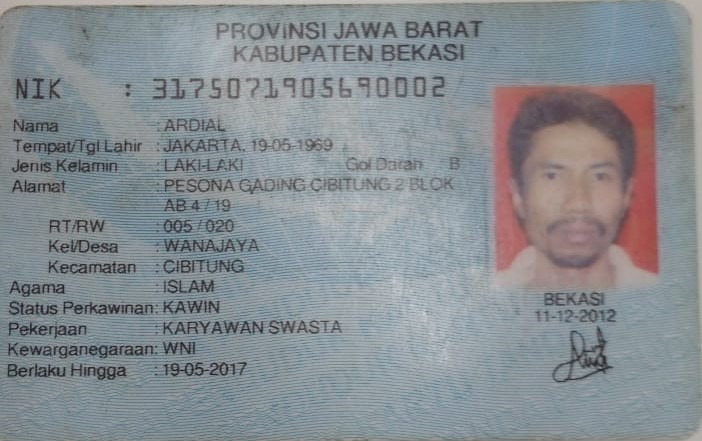 PROVINSI JAWA BARAT
KABUPATEN BEKASI
NIK : 3175071905690002
Nama : ARDIAL
Tempat/Tgl Lahir : JAKARTA, 19-05-1969
Jenis Kelamin : LAKI-LAKI Gol Darah B
Alamat : PESONA GADING CIBITUNG 2 BLOK
AB 4 / 19
RT/RW : 005 / 020
Kel/Desa : WANAJAYA
Kecamatan : CIBITUNG
Agama : ISLAM
Status Perkawinan: KAWIN
Pekerjaan : KARYAWAN SWASTA
Kewarganegaraan: WNI
Berlaku Hingga : 19-05-2017
BEKASI
11-12-2012